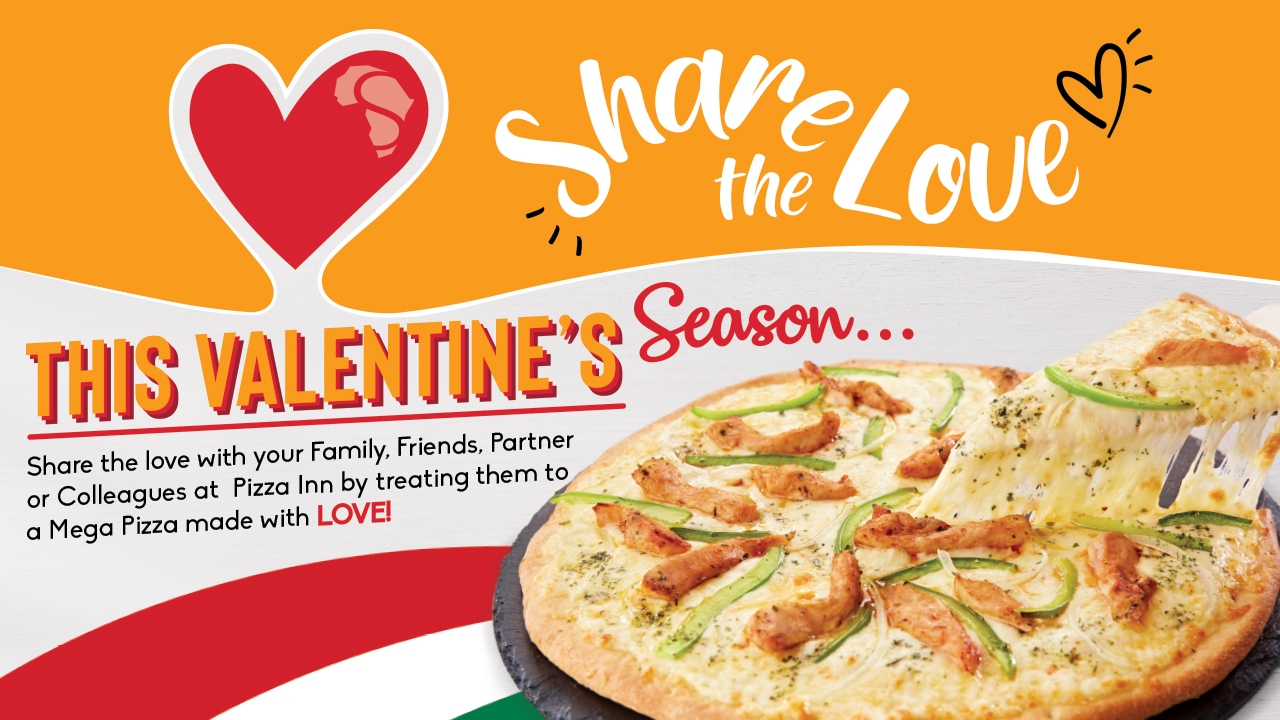 Share
the Love
THIS VALENTINE'S Season...
Share the love with your Family, Friends, Partner
or Colleagues at Pizza Inn by treating them to
a Mega Pizza made with LOVE!